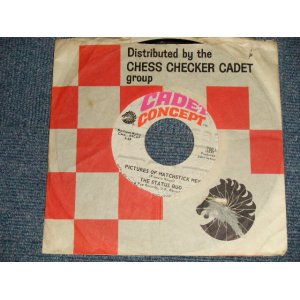 Distributed by the
CHESS CHECKER CADET
group
CADET
CONCEPT
PICTURES OF MATCHSTICK MEN
THE STATUS QUO